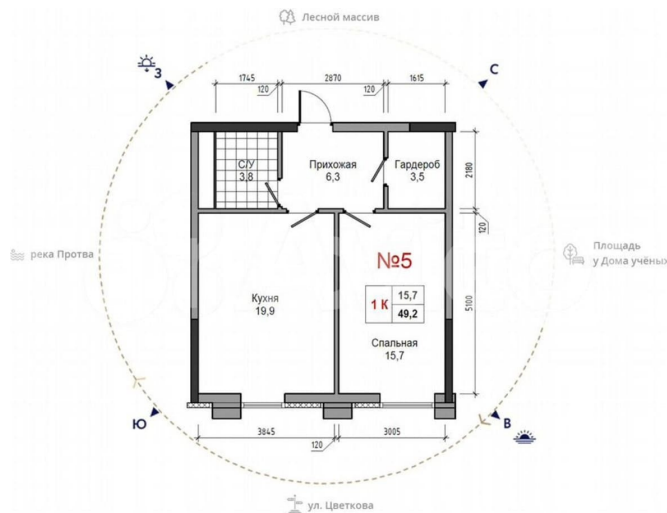 Лесной массив
З
С
1745
2870
1615
120
120
С/У
3,8
Прихожая
6,3
Гардероб
3,5
2180
120
река Протва
Площадь
у Дома учёных
№5
1 К
15,7
49,2
Кухня
19,9
Спальная
15,7
5100
Ю
В
3845
3005
120
ул. Цветкова